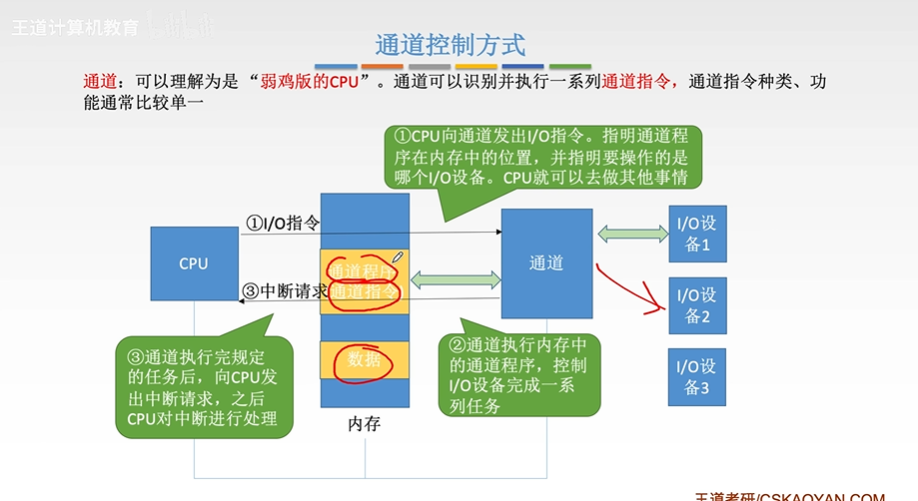 王道计算机教育
通道控制方式
通道：可以理解为是“弱鸡版的CPU”。通道可以识别并执行一系列通道指令，通道指令种类、功
能通常比较单一
①CPU向通道发出I/O指令。指明通道程
序在内存中的位置，并指明要操作的是
哪个I/O设备。CPU就可以去做其他事情
①I/O指令
CPU
通道程序
通道
I/O设
备1
③中断请求
通道指令
I/O设
备2
③通道执行完规定
的任务后，向CPU发
出中断请求，之后
CPU对中断进行处理
数据
②通道执行内存中
的通道程序，控制
I/O设备完成一系
列任务
I/O设
备3
内存
王道考研/CSKAOYAN.COM